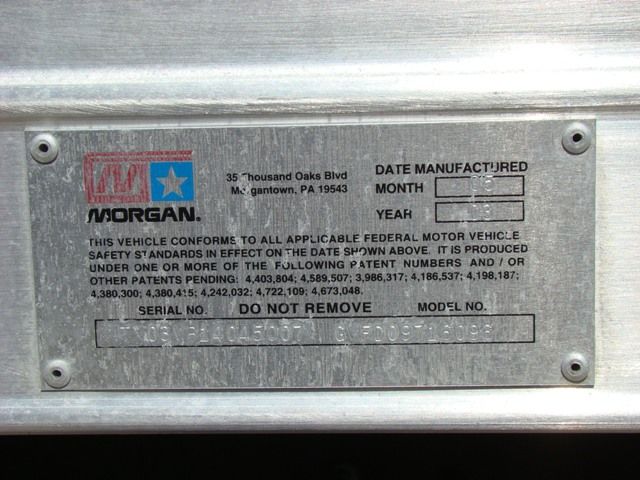 MORGAN.
35 Thousand Oaks Blvd
Morgantown, PA 19543
DATE MANUFACTURED
MONTH
YEAR
THIS VEHICLE CONFORMS TO ALL APPLICABLE FEDERAL MOTOR VEHICLE
SAFETY STANDARDS IN EFFECT ON THE DATE SHOWN ABOVE. IT IS PRODUCED
UNDER ONE OR MORE OF THE FOLLOWING PATENT NUMBERS AND / OR
OTHER PATENTS PENDING: 4,403,804; 4,589,507; 3,986,317; 4,186,537; 4,198,187;
4,380,300; 4,380,415; 4,242,032; 4,722,109; 4,673,048.
SERIAL NO. DO NOT REMOVE MODEL NO.